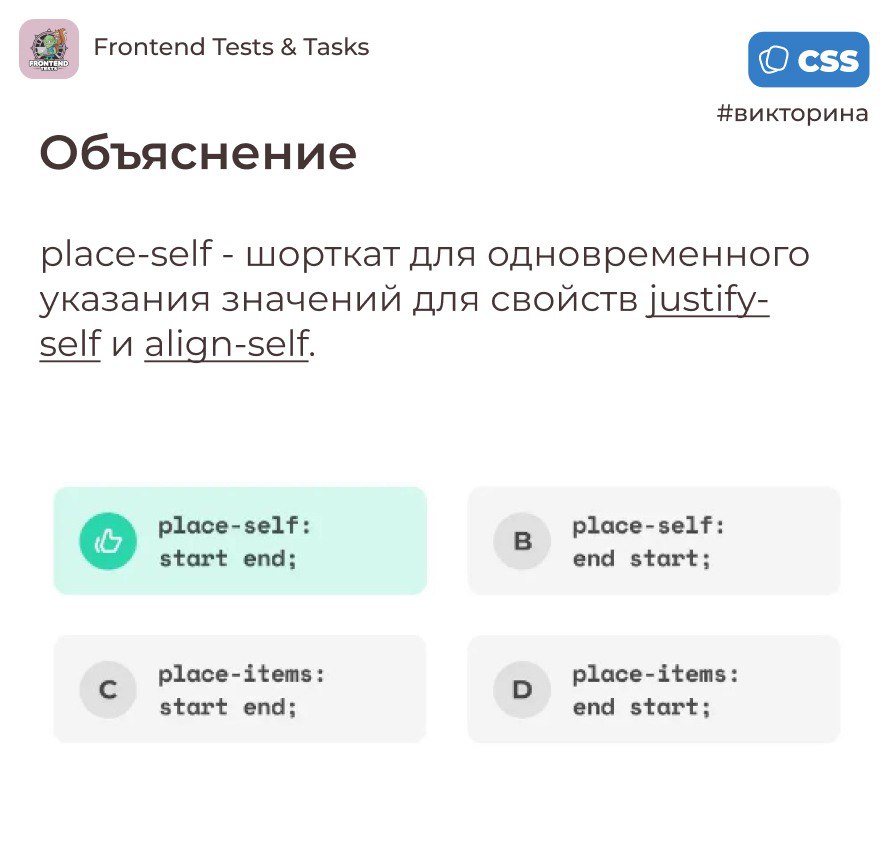 Frontend Tests & Tasks
FRONTEND
TESTS
CSS
#викторина
Объяснение
place-self - шорткат для одновременного
указания значений для свойств justify-
self и align-self.
place-self:
start end;
B
place-self:
end start;
C
place-items:
start end;
D
place-items:
end start;